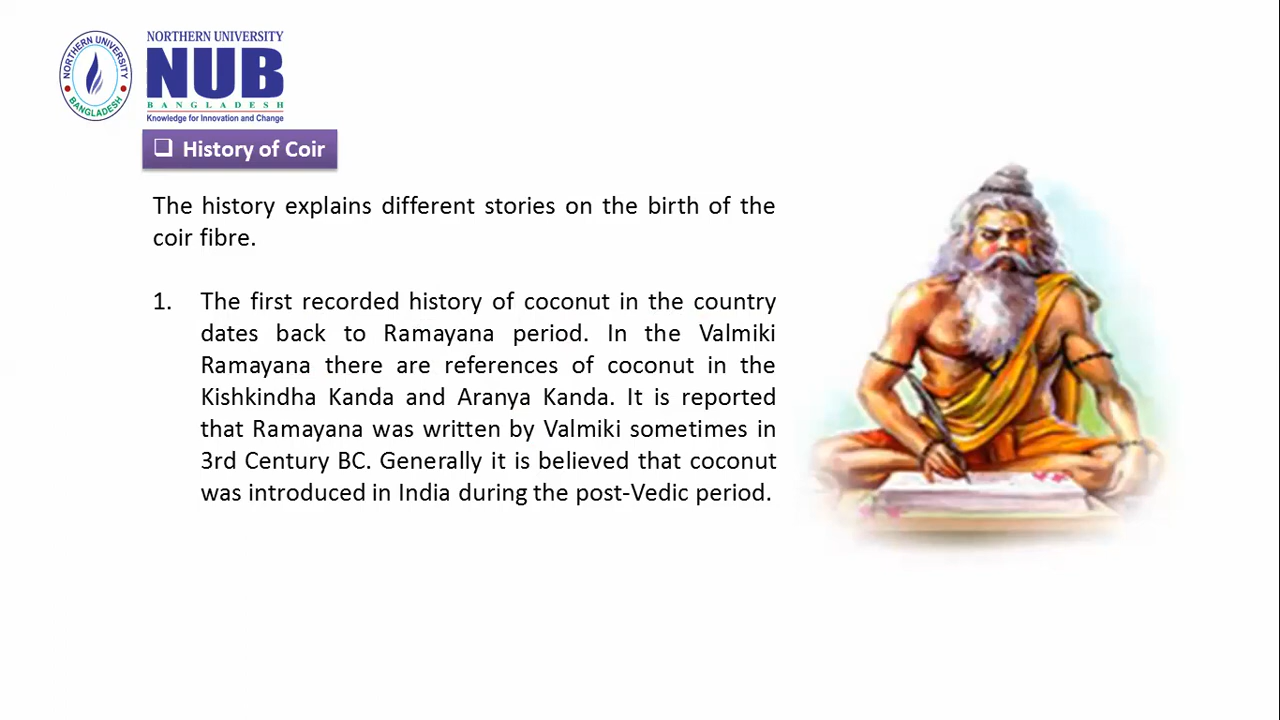 NORTHERN UNIVERSITY
BANGLADESH
NORTHERN UNIVERSITY
NUB
BANGLADESH
Knowledge for Innovation and Change
❑ History of Coir
The history explains different stories on the birth of the
coir fibre.
1. The first recorded history of coconut in the country
dates back to Ramayana period. In the Valmiki
Ramayana there are references of coconut in the
Kishkindha Kanda and Aranya Kanda. It is reported
that Ramayana was written by Valmiki sometimes in
3rd Century BC. Generally it is believed that coconut
was introduced in India during the post-Vedic period.